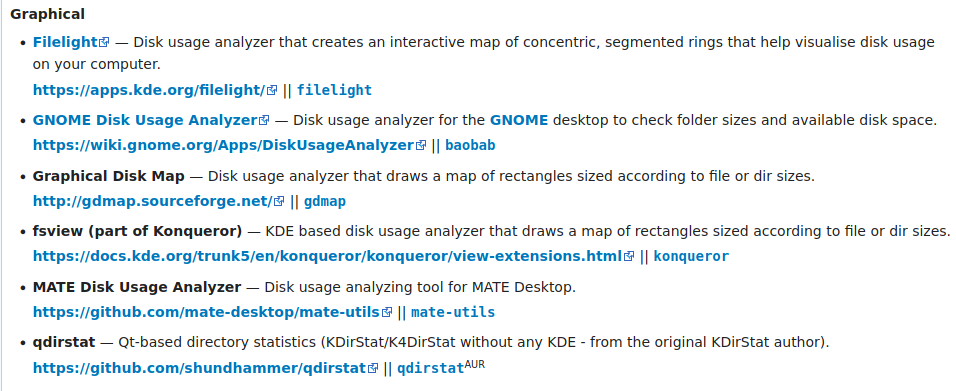 Graphical
• Filelight — Disk usage analyzer that creates an interactive map of concentric, segmented rings that help visualise disk usage
on your computer.
https://apps.kde.org/filelight/ || filelight
• GNOME Disk Usage Analyzer — Disk usage analyzer for the GNOME desktop to check folder sizes and available disk space.
https://wiki.gnome.org/Apps/DiskUsageAnalyzer || baobab
• Graphical Disk Map — Disk usage analyzer that draws a map of rectangles sized according to file or dir sizes.
http://gdmap.sourceforge.net/ || gdmap
• fsview (part of Konqueror) — KDE based disk usage analyzer that draws a map of rectangles sized according to file or dir sizes.
https://docs.kde.org/trunk5/en/konqueror/konqueror/view-extensions.html || konqueror
• MATE Disk Usage Analyzer — Disk usage analyzing tool for MATE Desktop.
https://github.com/mate-desktop/mate-utils || mate-utils
• qdirstat — Qt-based directory statistics (KDirStat/K4DirStat without any KDE - from the original KDirStat author).
https://github.com/shundhammer/qdirstat || qdirstatAUR